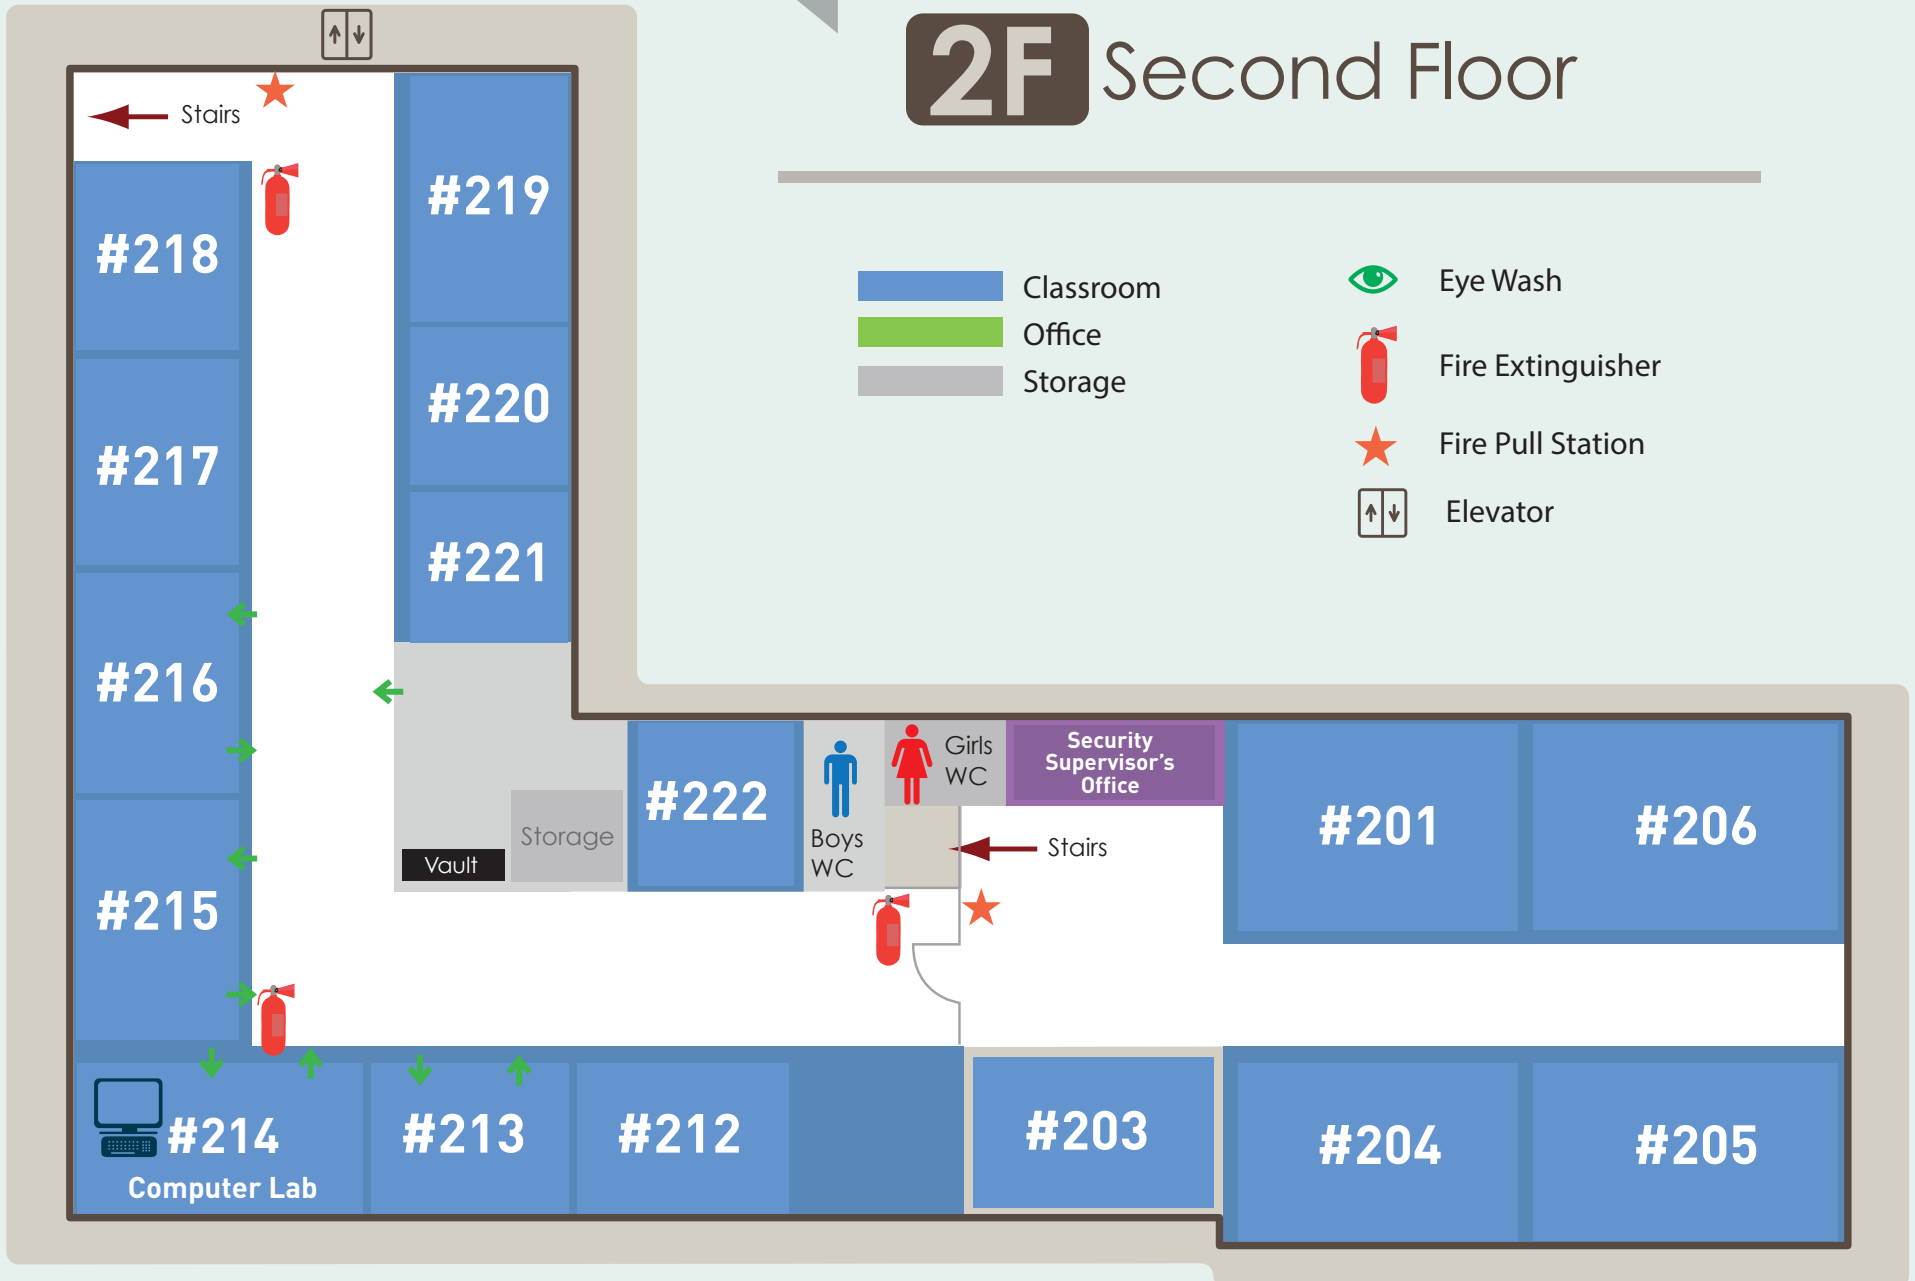 2F Second Floor
Stairs
#219
#218
Classroom
Office
Storage
Eye Wash
Fire Extinguisher
Fire Pull Station
Elevator
#220
#217
#221
#216
#215
Vault
Storage
#222
Boys
WC
Girls
WC
Security
Supervisor's
Office
Stairs
#201
#206
#214
Computer Lab
#213
#212
#203
#204
#205